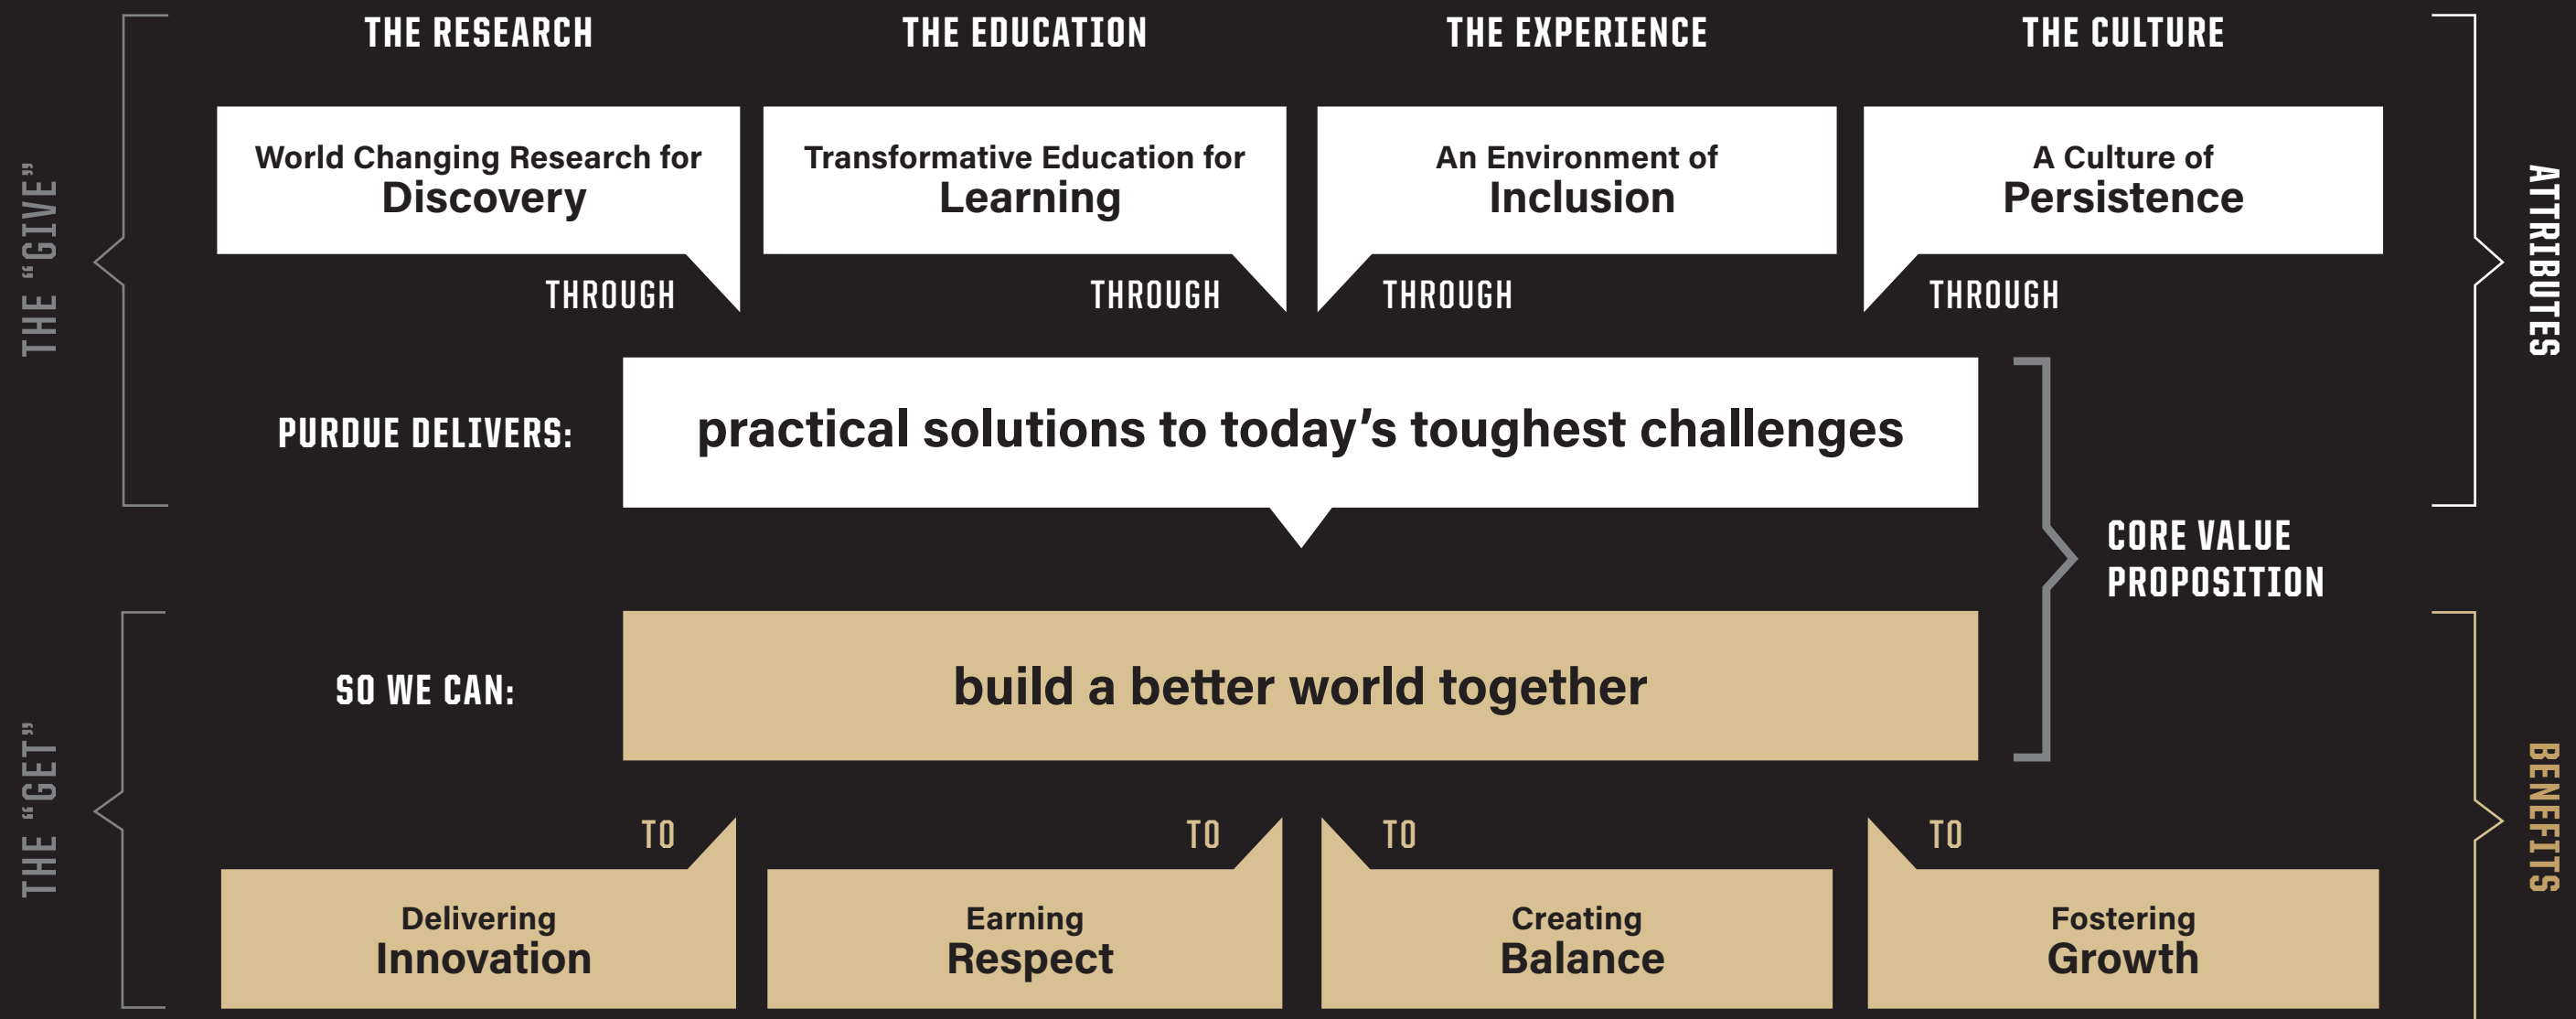 THE RESEARCH
THE EDUCATION
THE EXPERIENCE
THE CULTURE
THE “GIVE”
ATTRIBUTES
World Changing Research for
Discovery
Transformative Education for
Learning
An Environment of
Inclusion
A Culture of
Persistence
THROUGH
THROUGH
THROUGH
THROUGH
PURDUE DELIVERS:
practical solutions to today’s toughest challenges
CORE VALUE
PROPOSITION
SO WE CAN:
build a better world together
THE “GET”
BENEFITS
TO
TO
TO
TO
Delivering
Innovation
Earning
Respect
Creating
Balance
Fostering
Growth